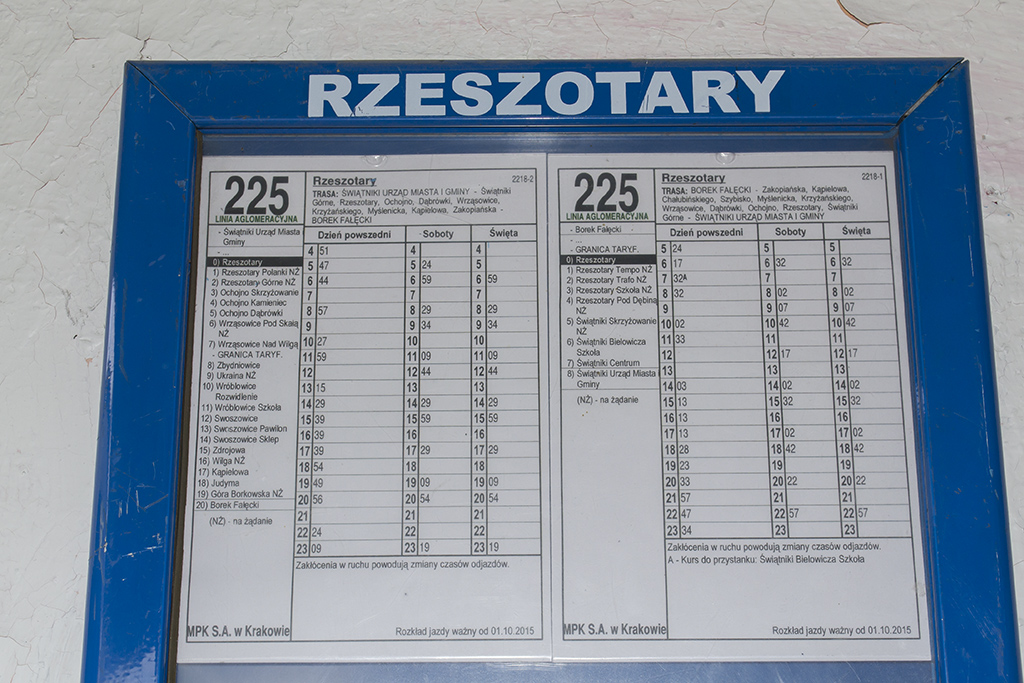 RZESZOTARY
225
LINIA AGLOMERACYJNA
Rzeszotary
2218-2
TRASA: ŚWIĄTNIKI URZĄD MIASTA I GMINY - Świątniki
Górne, Rzeszotary, Ochojno, Dąbrówki, Wrząsowice,
Krzyżańskiego, Myślenicka, Kąpielowa, Zakopiańska -
BOREK FAŁĘCKI
- Świątniki Urząd Miasta
Gminy
- ...
0) Rzeszotary
1) Rzeszotary Polanki NŻ
2) Rzeszotary Górne NŻ
3) Ochojno Skrzyżowanie
4) Ochojno Kamieniec
5) Ochojno Dąbrówki
6) Wrząsowice Pod Skałą
NŻ
7) Wrząsowice Nad Wilgą
- GRANICA TARYF.
8) Zbydniowice
9) Ukraina NŻ
10) Wróblowice
Rozwidlenie
11) Wróblowice Szkoła
12) Swoszowice
13) Swoszowice Pawilon
14) Swoszowice Sklep
15) Zdrojowa
16) Wilga NŻ
17) Kąpielowa
18) Judyma
19) Góra Borkowska NŻ
20) Borek Fałęcki
(NŻ) - na żądanie
Dzień powszedni Soboty Święta
4 51 4 4
5 47 5 24 5
6 44 6 59 6 59
7 7 7
8 57 8 29 8 29
9 9 34 9 34
10 27 10 10
11 59 11 09 11 09
12 12 44 12 44
13 15 13 13
14 29 14 29 14 29
15 39 15 59 15 59
16 39 16 16
17 39 17 29 17 29
18 54 18 18
19 49 19 09 19 09
20 56 20 54 20 54
21 21 21
22 24 22 22
23 09 23 19 23 19
Zakłócenia w ruchu powodują zmiany czasów odjazdów.
MPK S.A. w Krakowie
Rozkład jazdy ważny od 01.10.2015
225
LINIA AGLOMERACYJNA
Rzeszotary
2218-1
TRASA: BOREK FAŁĘCKI - Zakopiańska, Kąpielowa,
Chałubińskiego, Szybisko, Myślenicka, Krzyżańskiego,
Wrząsowice, Dąbrówki, Ochojno, Rzeszotary, Świątniki
Górne - ŚWIĄTNIKI URZĄD MIASTA I GMINY
- Borek Fałęcki
- ...
- GRANICA TARYF.
0) Rzeszotary
1) Rzeszotary Tempo NŻ
2) Rzeszotary Trafo NŻ
3) Rzeszotary Szkoła NŻ
4) Rzeszotary Pod Dębiną
NŻ
5) Świątniki Skrzyżowanie
NŻ
6) Świątniki Bielowicza
Szkoła
7) Świątniki Centrum
8) Świątniki Urząd Miasta
Gminy
(NŻ) - na żądanie
Dzień powszedni Soboty Święta
5 24 5 5
6 17 6 32 6 32
7 32A 7 7
8 32 8 02 8 02
9 9 07 9 07
10 02 10 42 10 42
11 33 11 11
12 12 17 12 17
13 13 13
14 03 14 02 14 02
15 13 15 32 15 32
16 13 16 16
17 13 17 02 17 02
18 28 18 42 18 42
19 23 19 19
20 33 20 22 20 22
21 57 21 21
22 47 22 57 22 57
23 34 23 23
Zakłócenia w ruchu powodują zmiany czasów odjazdów.
A - Kurs do przystanku: Świątniki Bielowicza Szkoła
MPK S.A. w Krakowie
Rozkład jazdy ważny od 01.10.2015